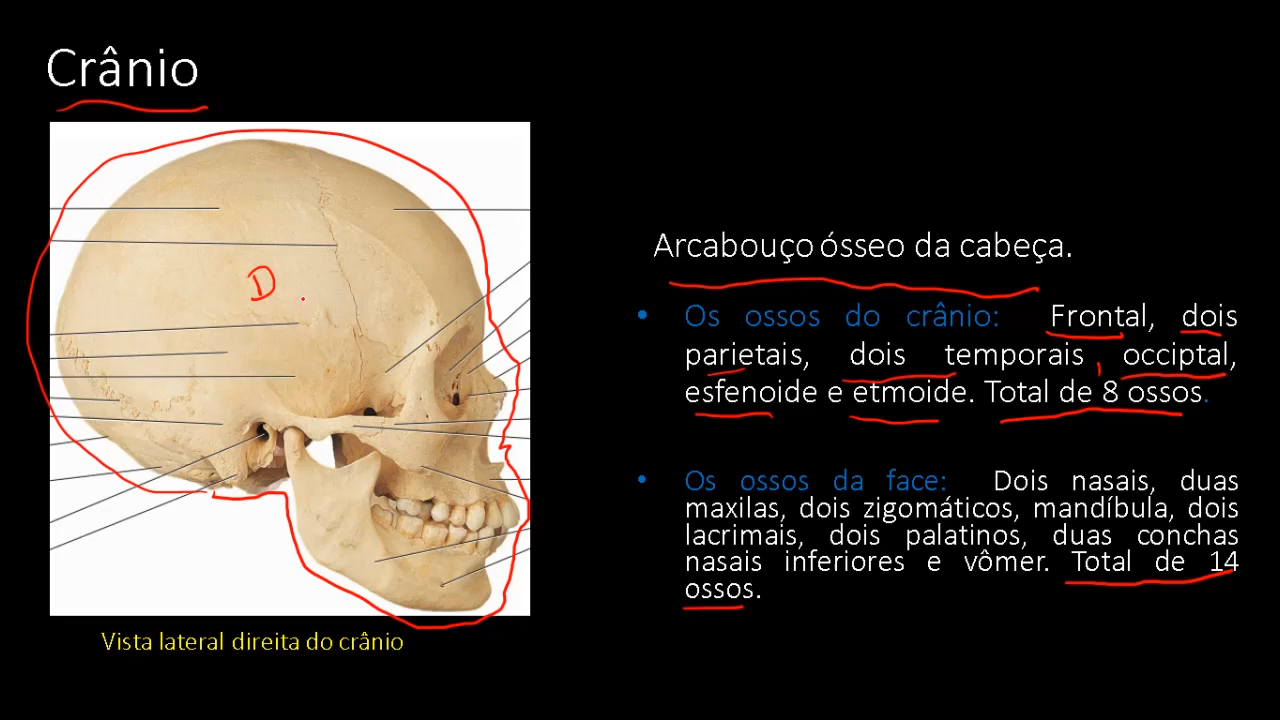 Crânio
D
Arcabouço ósseo da cabeça.
• Os ossos do crânio: Frontal, dois
parietais, dois temporais , occiptal,
esfenoide e etmoide. Total de 8 ossos.
• Os ossos da face: Dois nasais, duas
maxilas, dois zigomáticos, mandíbula, dois
lacrimais, dois palatinos, duas conchas
nasais inferiores e vômer. Total de 14
ossos.
Vista lateral direita do crânio